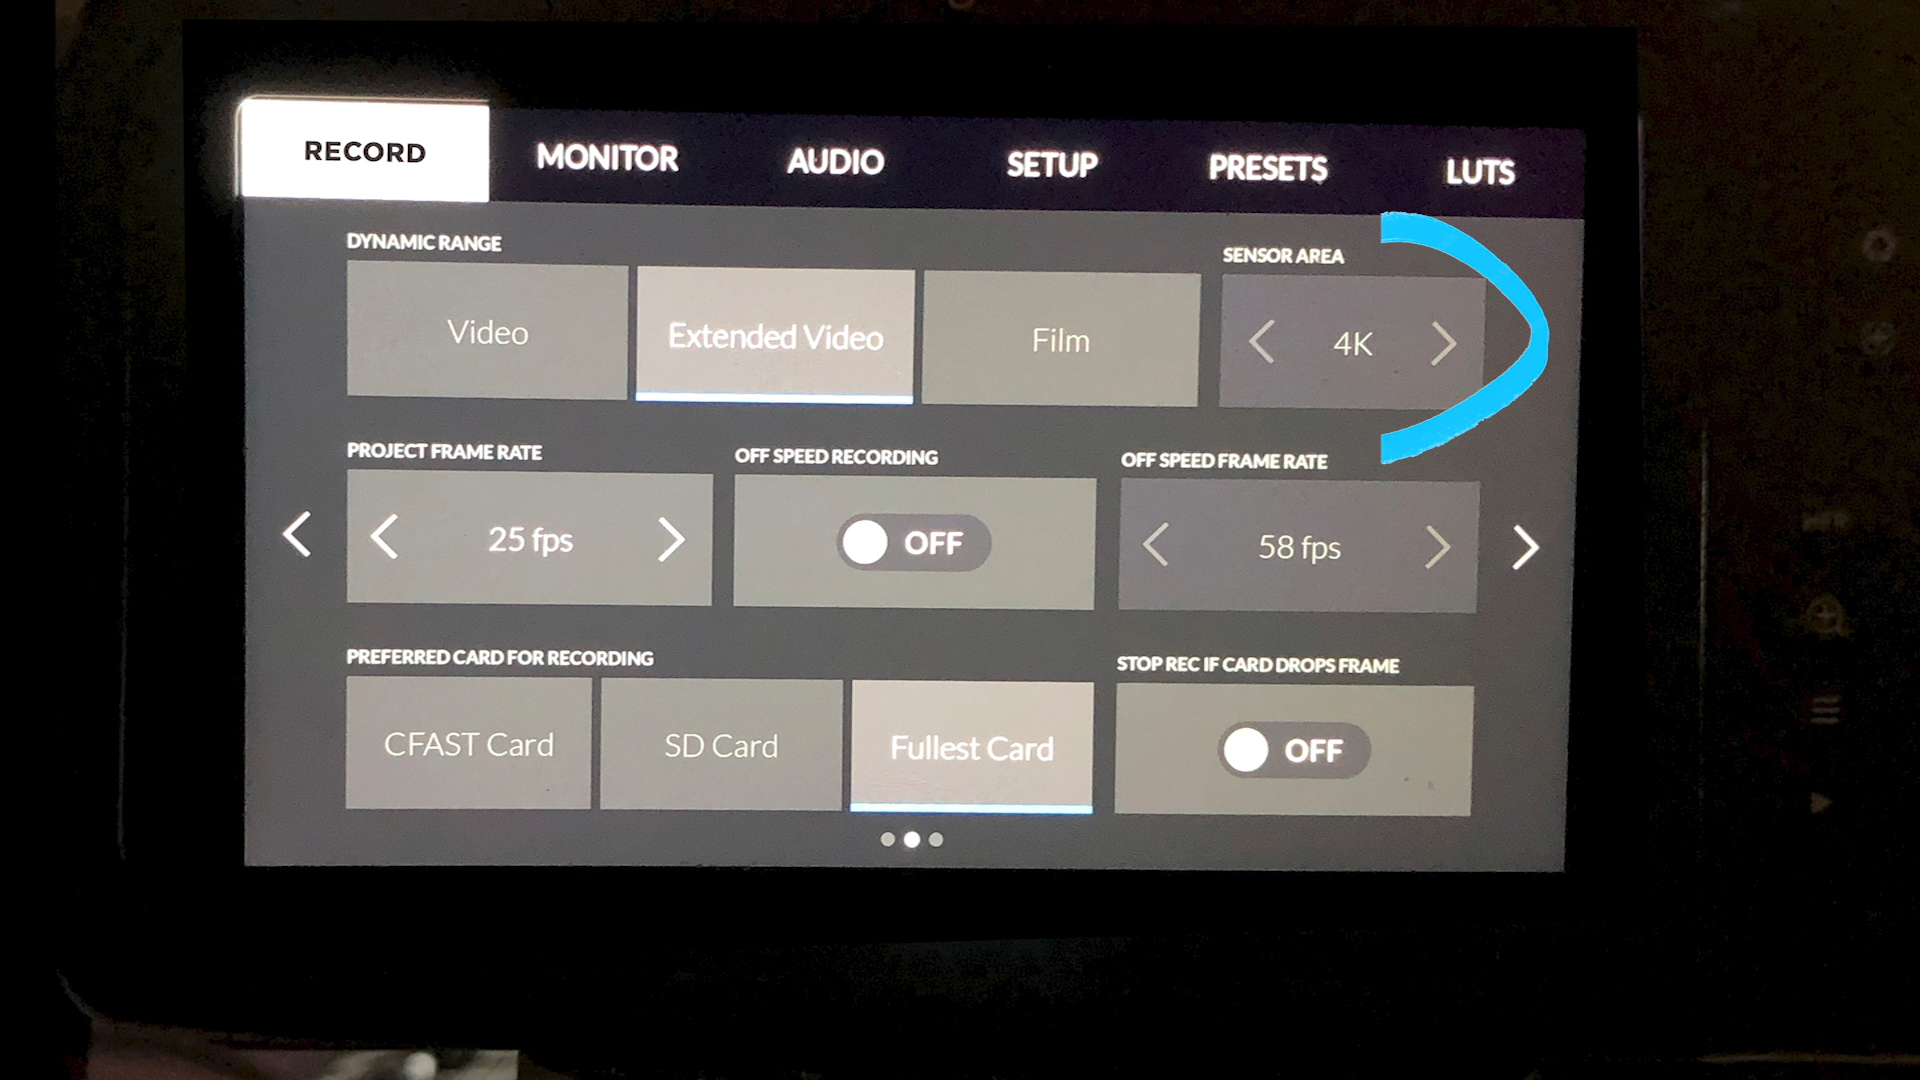 RECORD MONITOR AUDIO SETUP PRESETS LUTS
DYNAMIC RANGE SENSOR AREA
Video Extended Video Film 4K
PROJECT FRAME RATE OFF SPEED RECORDING OFF SPEED FRAME RATE
25 fps OFF 58 fps
PREFERRED CARD FOR RECORDING STOP REC IF CARD DROPS FRAME
CFAST Card SD Card Fullest Card OFF